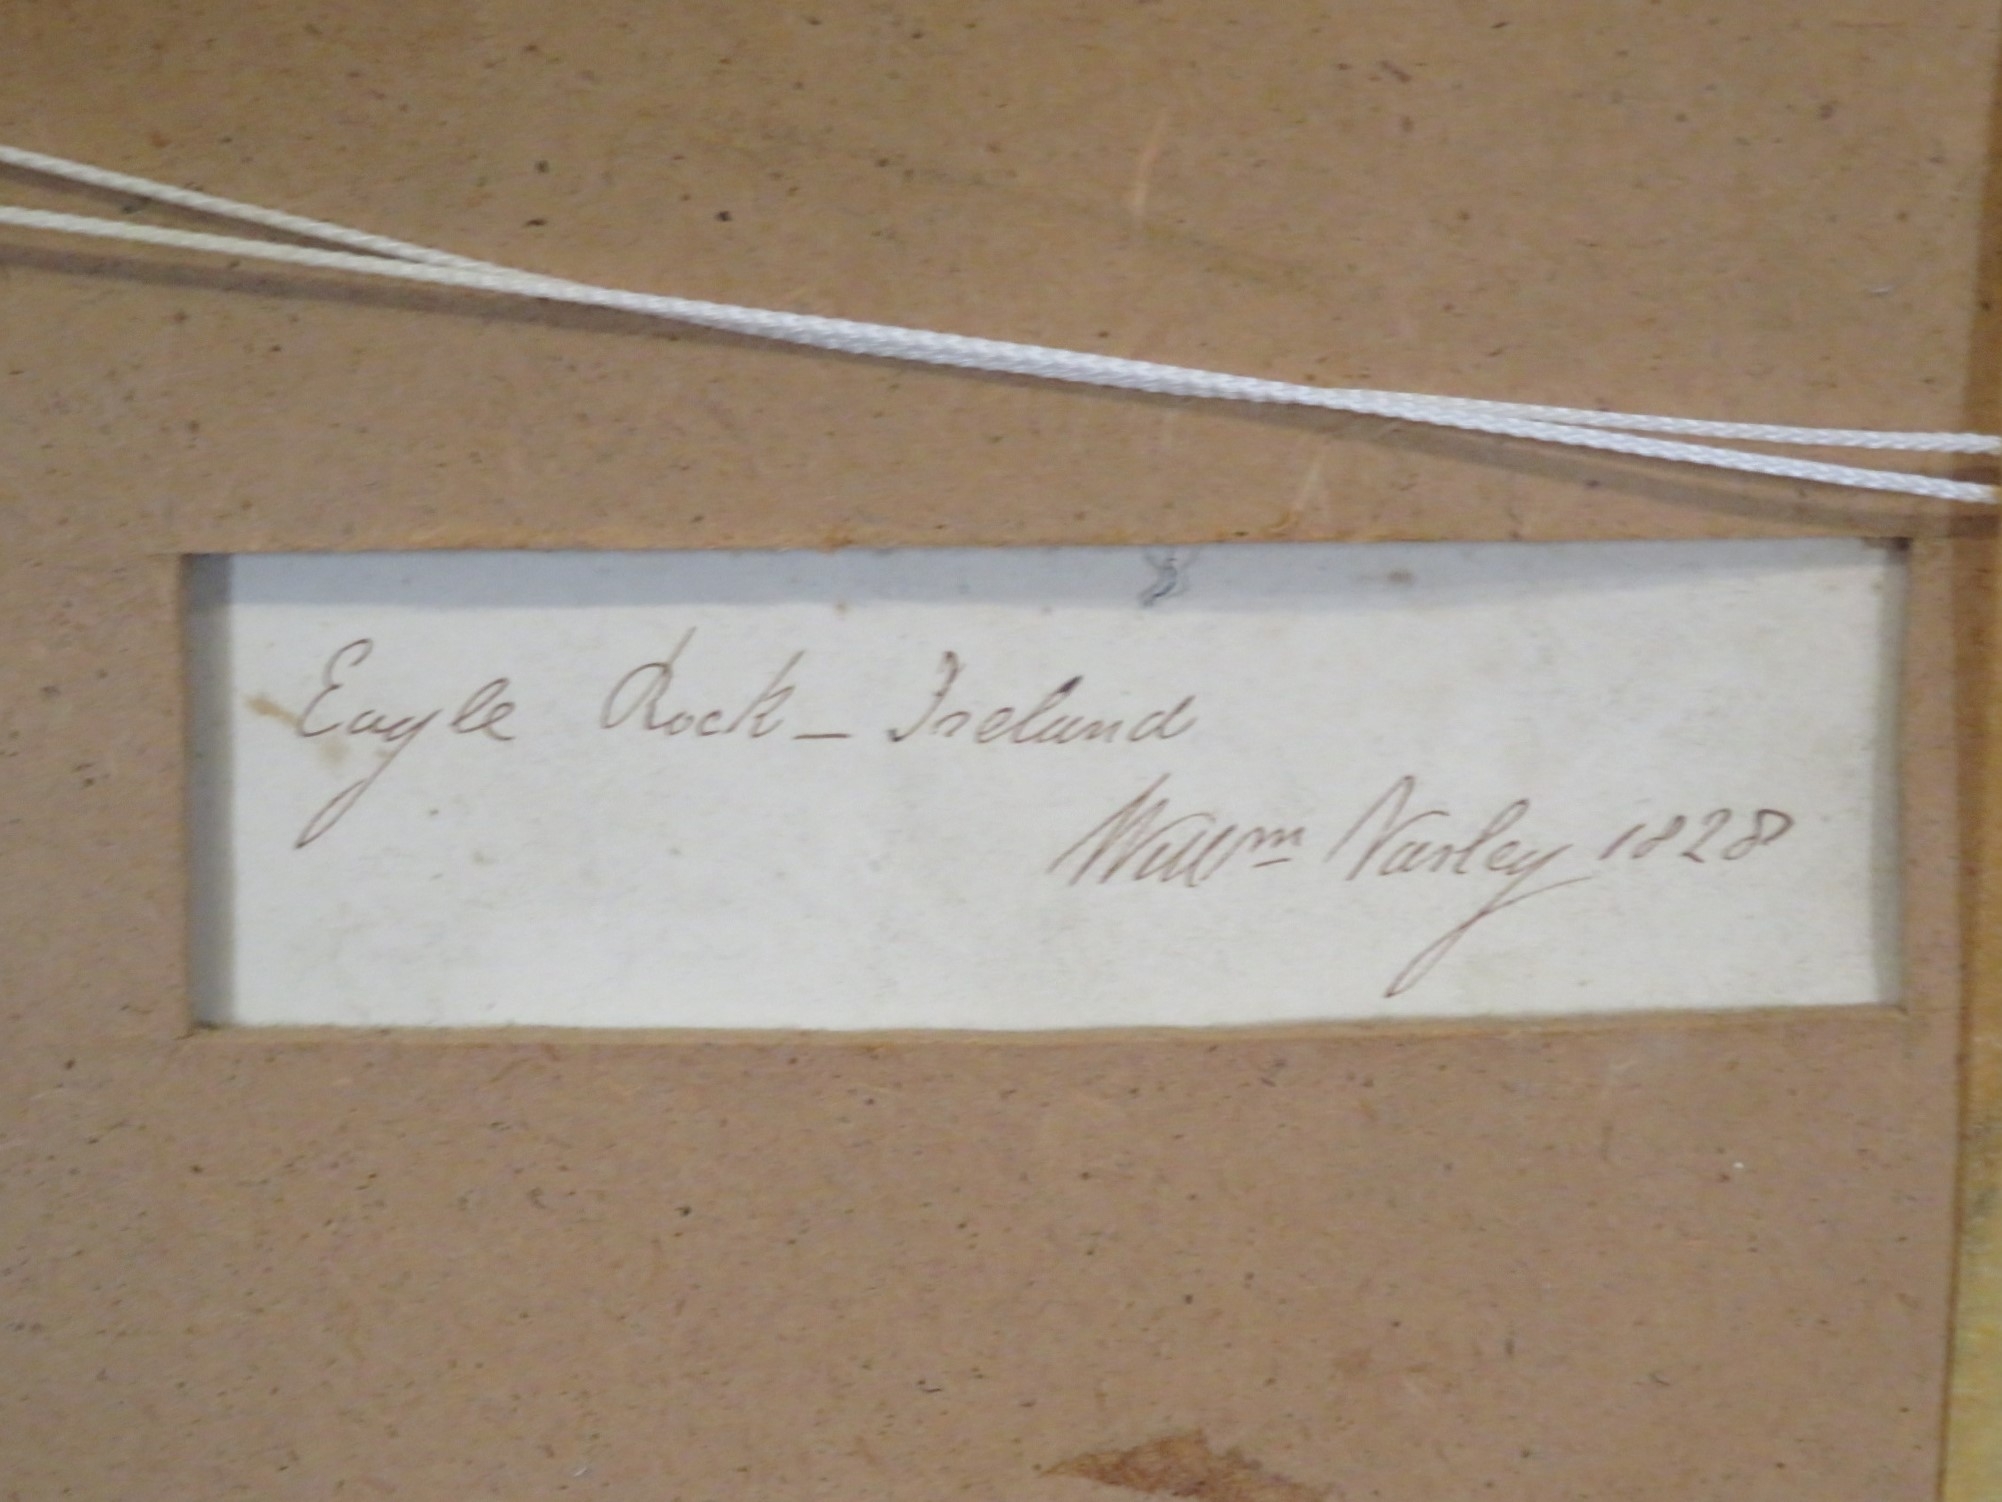 Eagle Rock – Ireland
Willm Varley 1828